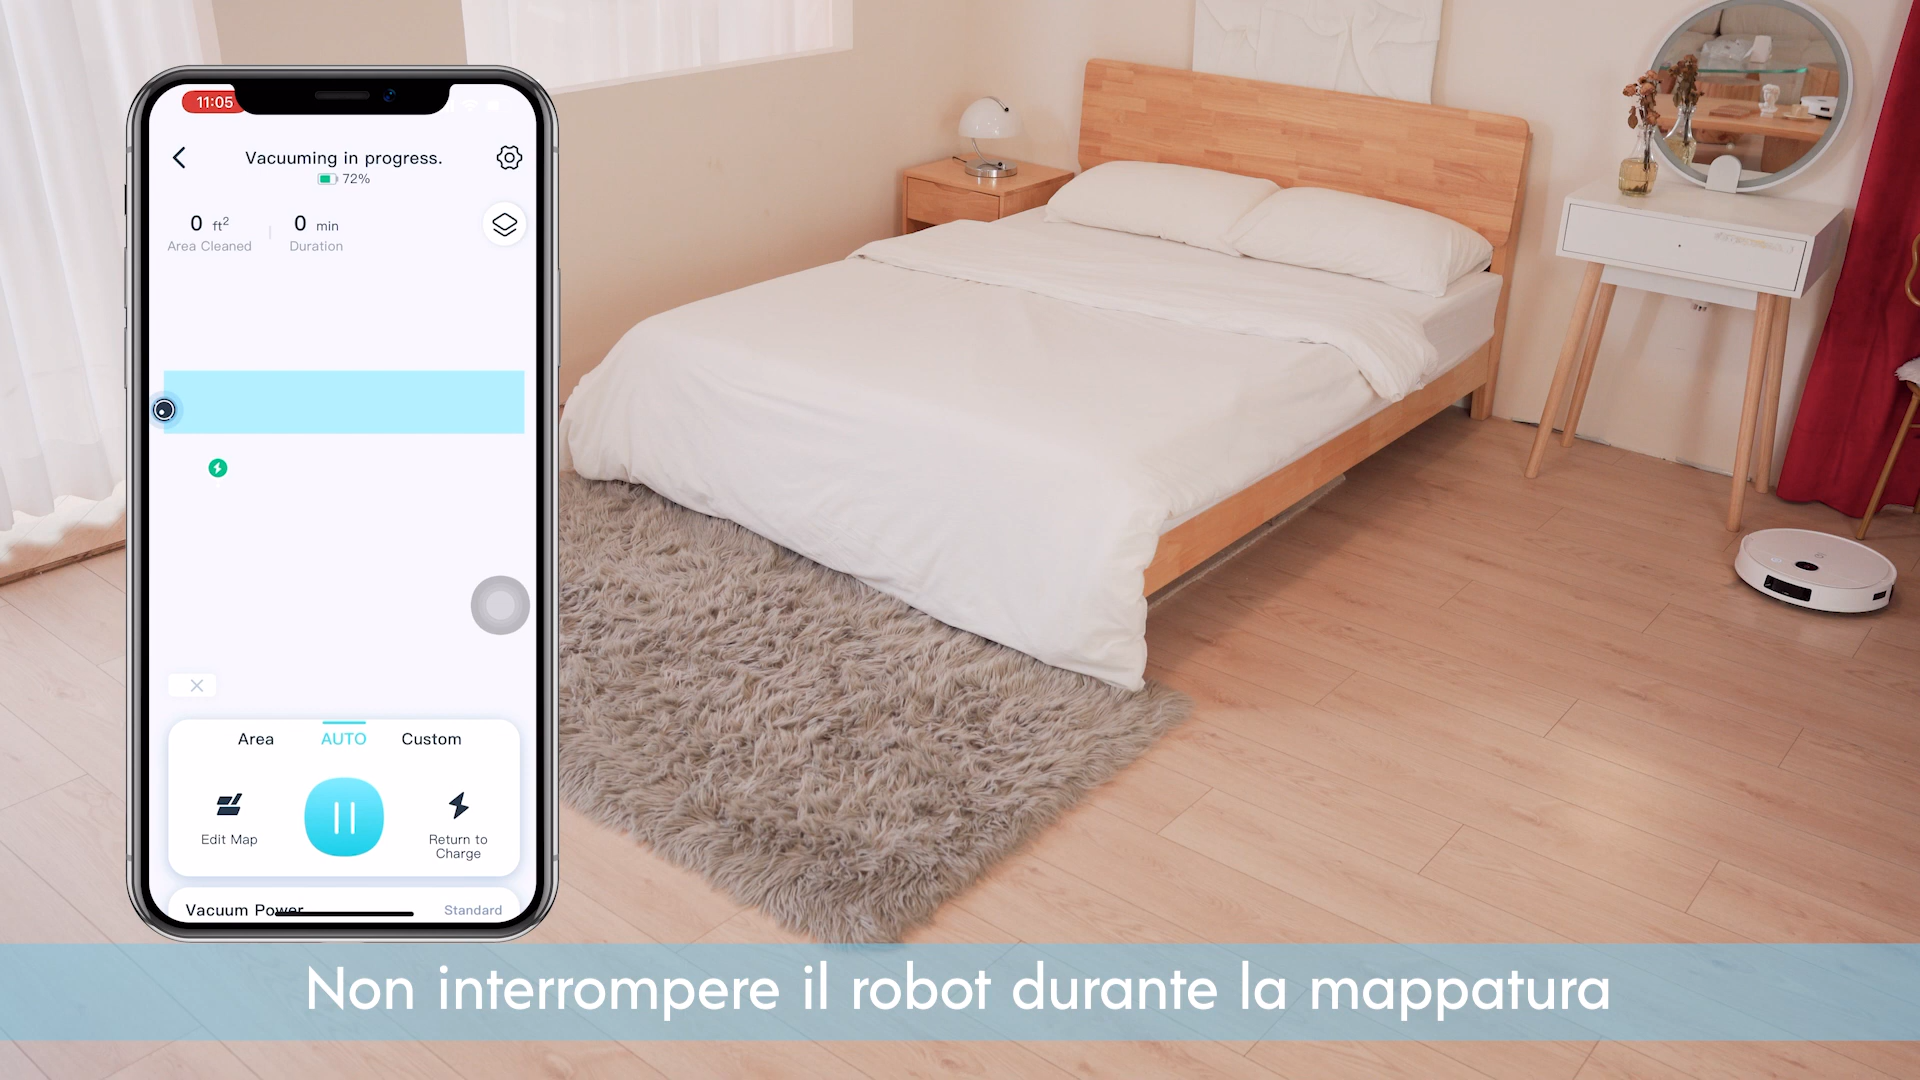 11:05
Vacuuming in progress.
72%
0 ft²
0 min
Area Cleaned
Duration
Area
AUTO
Custom
Edit Map
Return to
Charge
Vacuum Power
Standard
Non interrompere il robot durante la mappatura